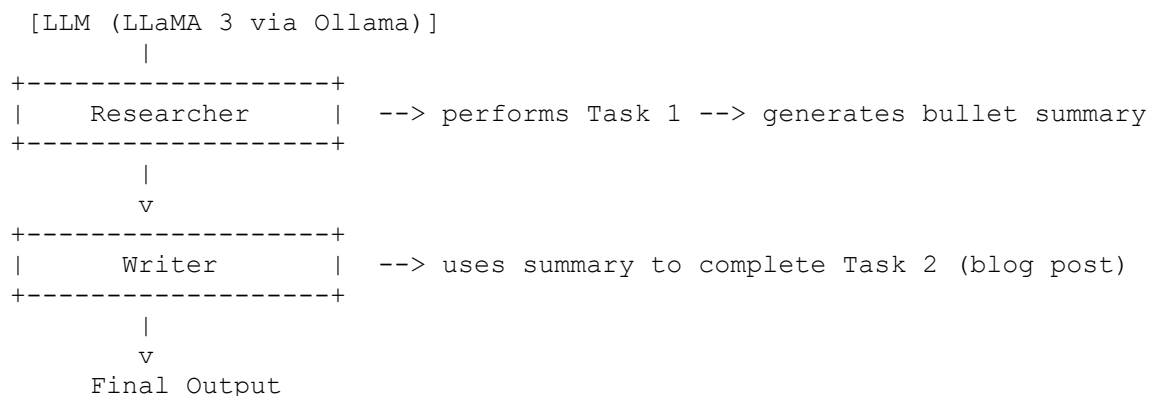 [LLM (LLaMA 3 via Ollama)]
|
+-------------------+
| Researcher | --> performs Task 1 --> generates bullet summary
+-------------------+
|
v
+-------------------+
| Writer | --> uses summary to complete Task 2 (blog post)
+-------------------+
|
v
Final Output